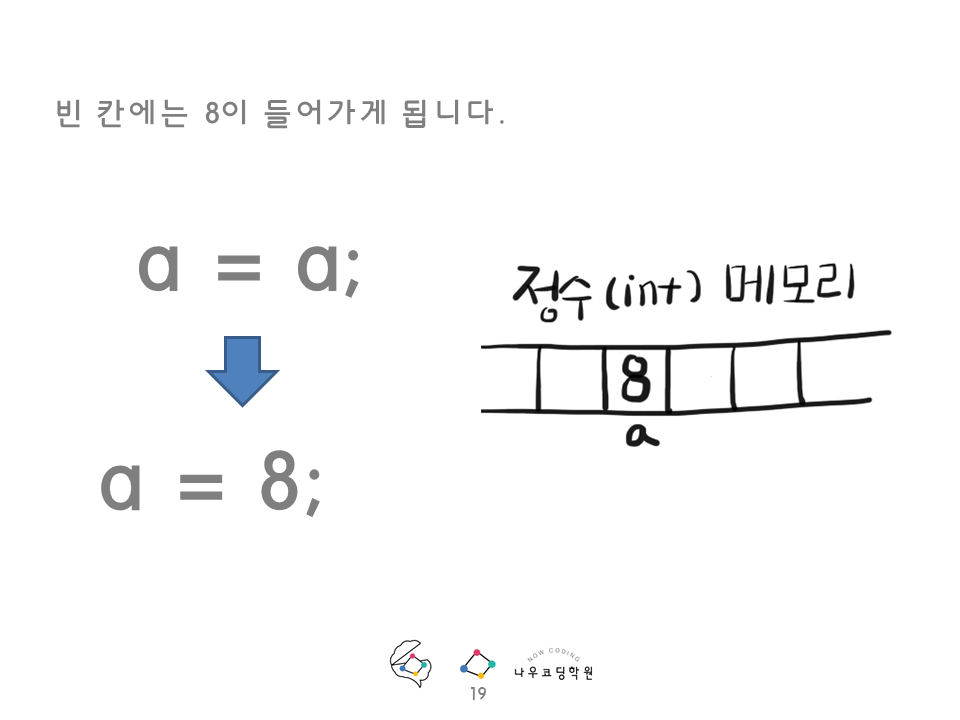 빈 칸에는 8이 들어가게 됩니다.
a = a;
a = 8;
정수(int) 메모리
8
a
NOW CODING
나우코딩학원
19